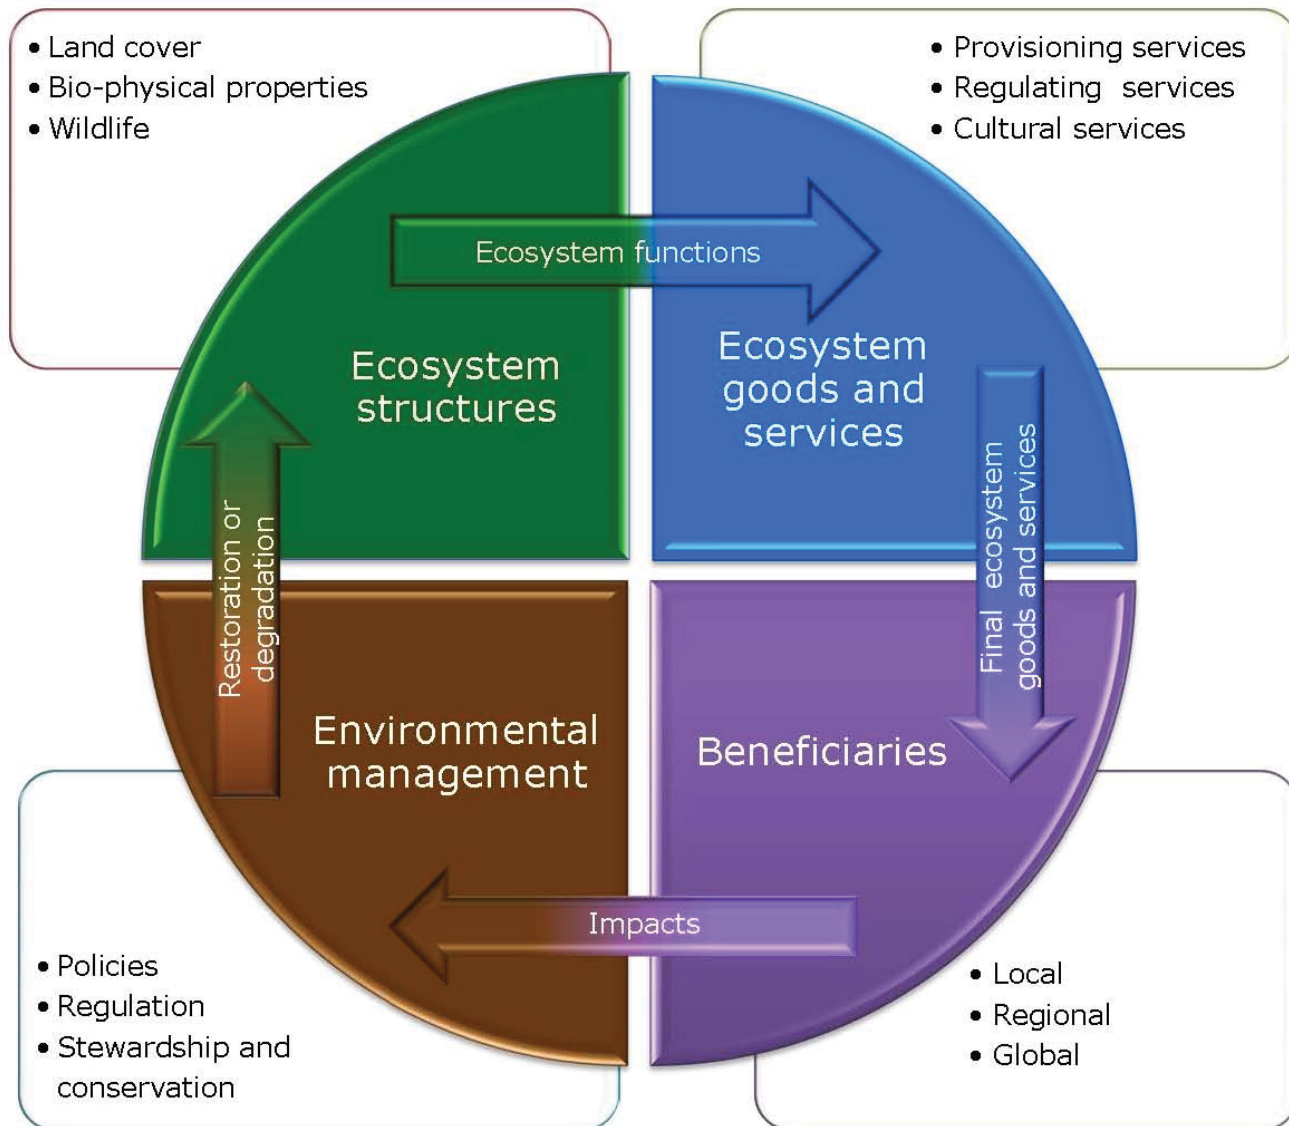 • Land cover
• Bio-physical properties
• Wildlife
• Provisioning services
• Regulating services
• Cultural services
Ecosystem functions
Ecosystem
structures
Ecosystem
goods and
services
Restoration or
degradation
Final ecosystem
goods and services
Environmental
management
Beneficiaries
Impacts
• Policies
• Regulation
• Stewardship and
conservation
• Local
• Regional
• Global